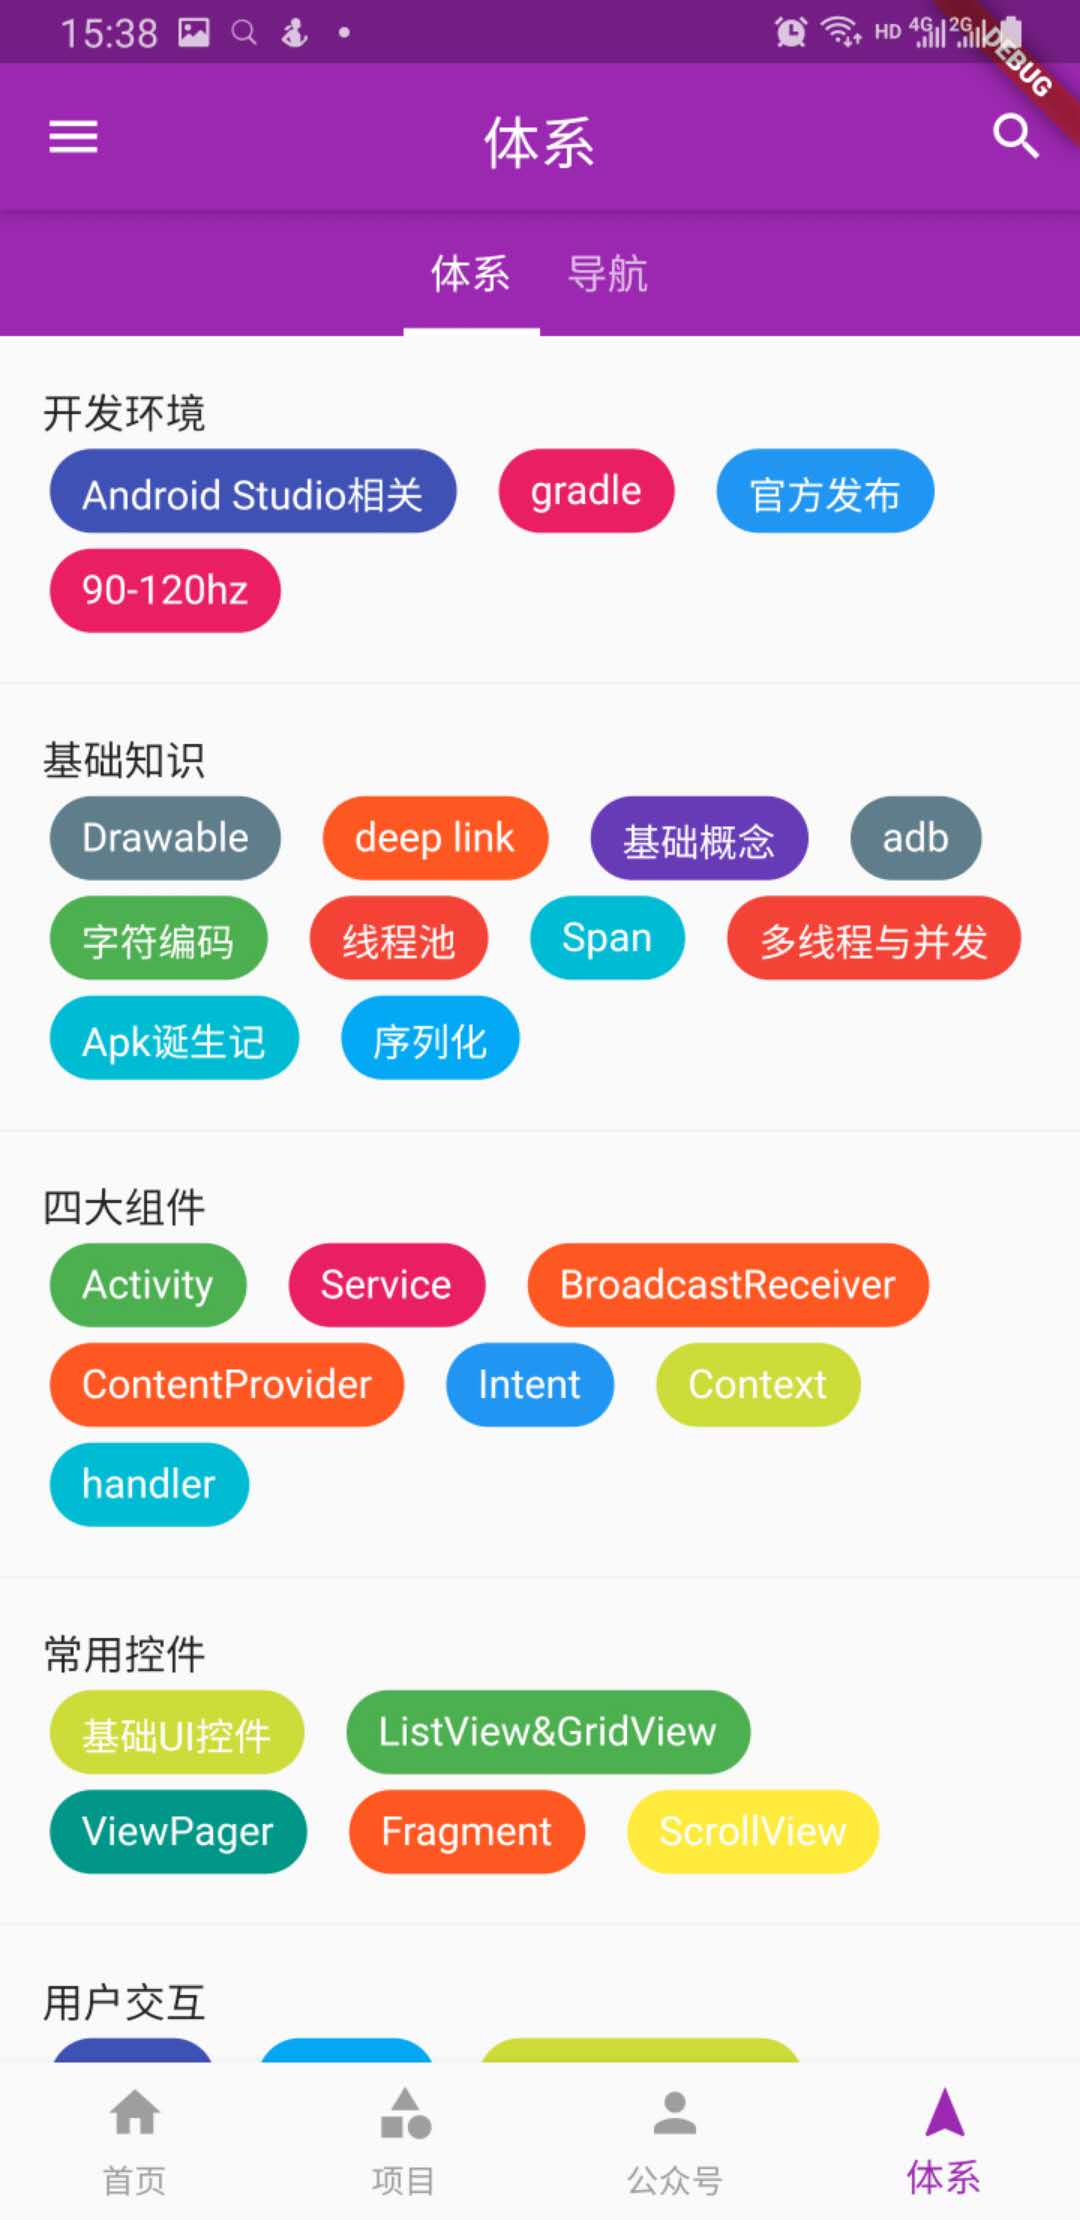 15:38 HD 4G 2G
DEBUG
体系
体系 导航
开发环境
Android Studio相关 gradle 官方发布
90-120hz
基础知识
Drawable deep link 基础概念 adb
字符编码 线程池 Span 多线程与并发
Apk诞生记 序列化
四大组件
Activity Service BroadcastReceiver
ContentProvider Intent Context
handler
常用控件
基础UI控件 ListView&GridView
ViewPager Fragment ScrollView
用户交互
首页 项目 公众号 体系